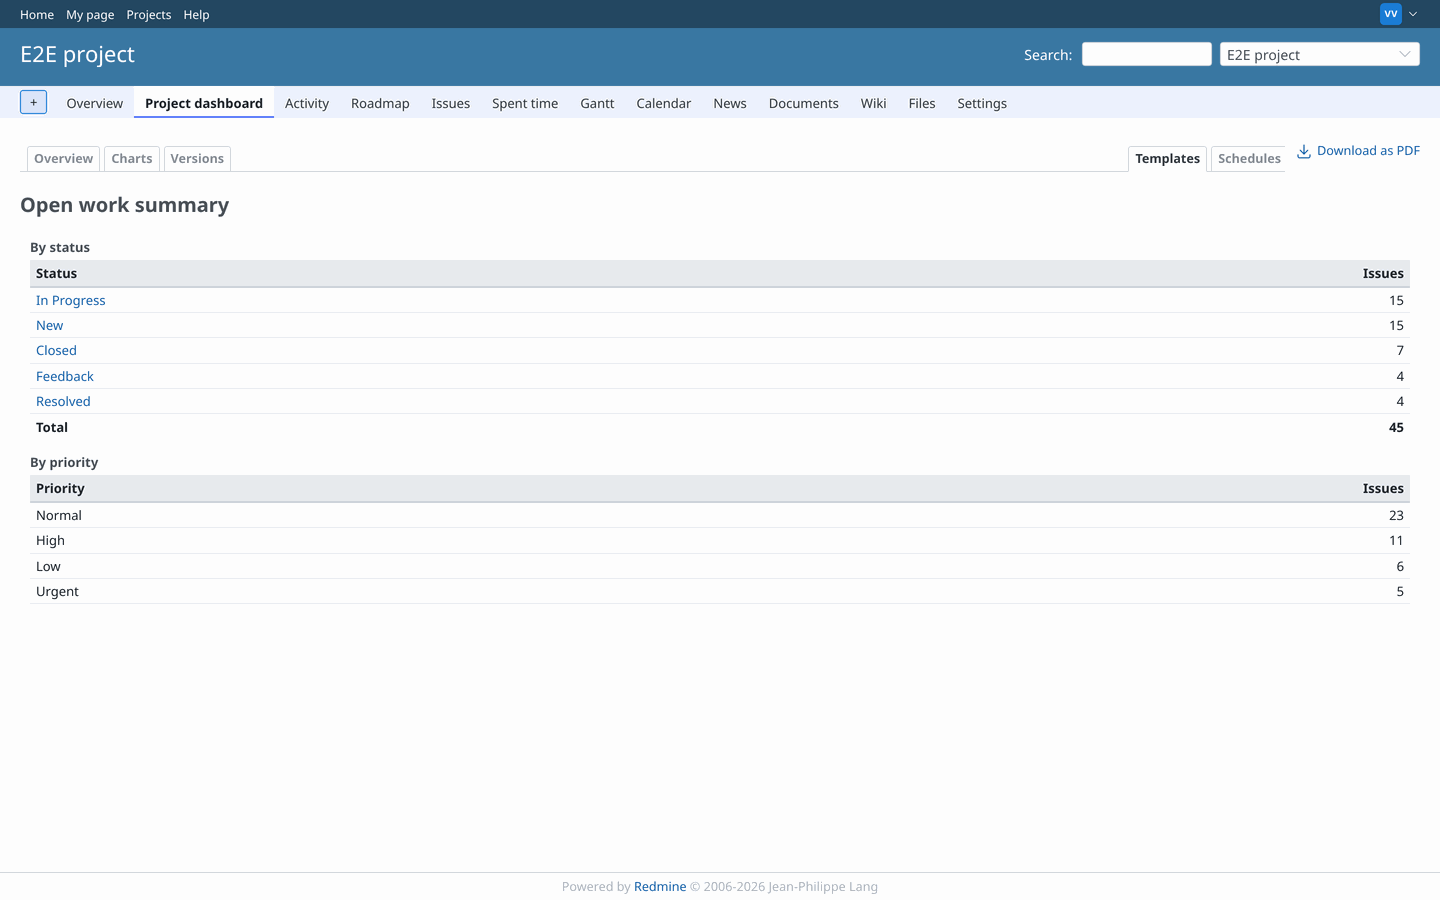 Home My page Projects Help VV
E2E project Search: E2E project
+ Overview Project dashboard Activity Roadmap Issues Spent time Gantt Calendar News Documents Wiki Files Settings
Overview Charts Versions Templates Schedules Download as PDF
Open work summary
By status
Status Issues
In Progress 15
New 15
Closed 7
Feedback 4
Resolved 4
Total 45
By priority
Priority Issues
Normal 23
High 11
Low 6
Urgent 5
Powered by Redmine © 2006-2026 Jean-Philippe Lang